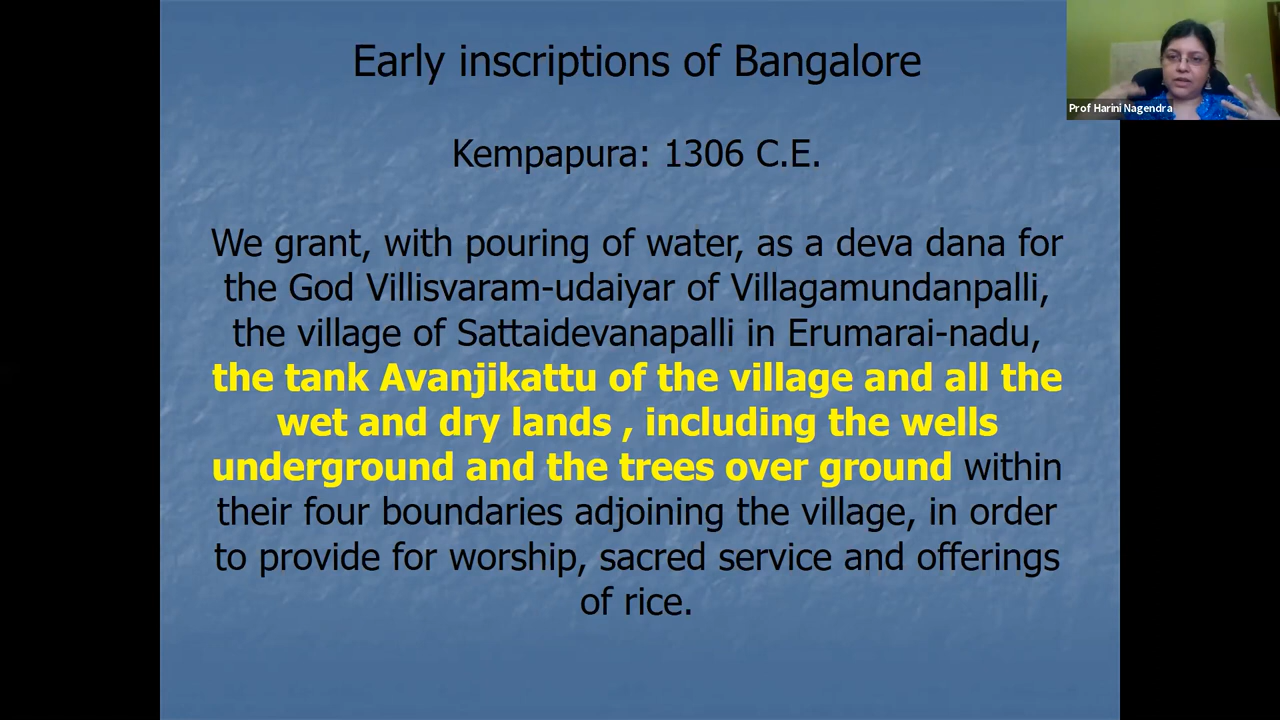 Early inscriptions of Bangalore
Prof Harini Nagendra
Kempapura: 1306 C.E.
We grant, with pouring of water, as a deva dana for
the God Villisvaram-udaiyar of Villagamundanpalli,
the village of Sattaidevanapalli in Erumarai-nadu,
the tank Avanjikattu of the village and all the
wet and dry lands , including the wells
underground and the trees over ground within
their four boundaries adjoining the village, in order
to provide for worship, sacred service and offerings
of rice.